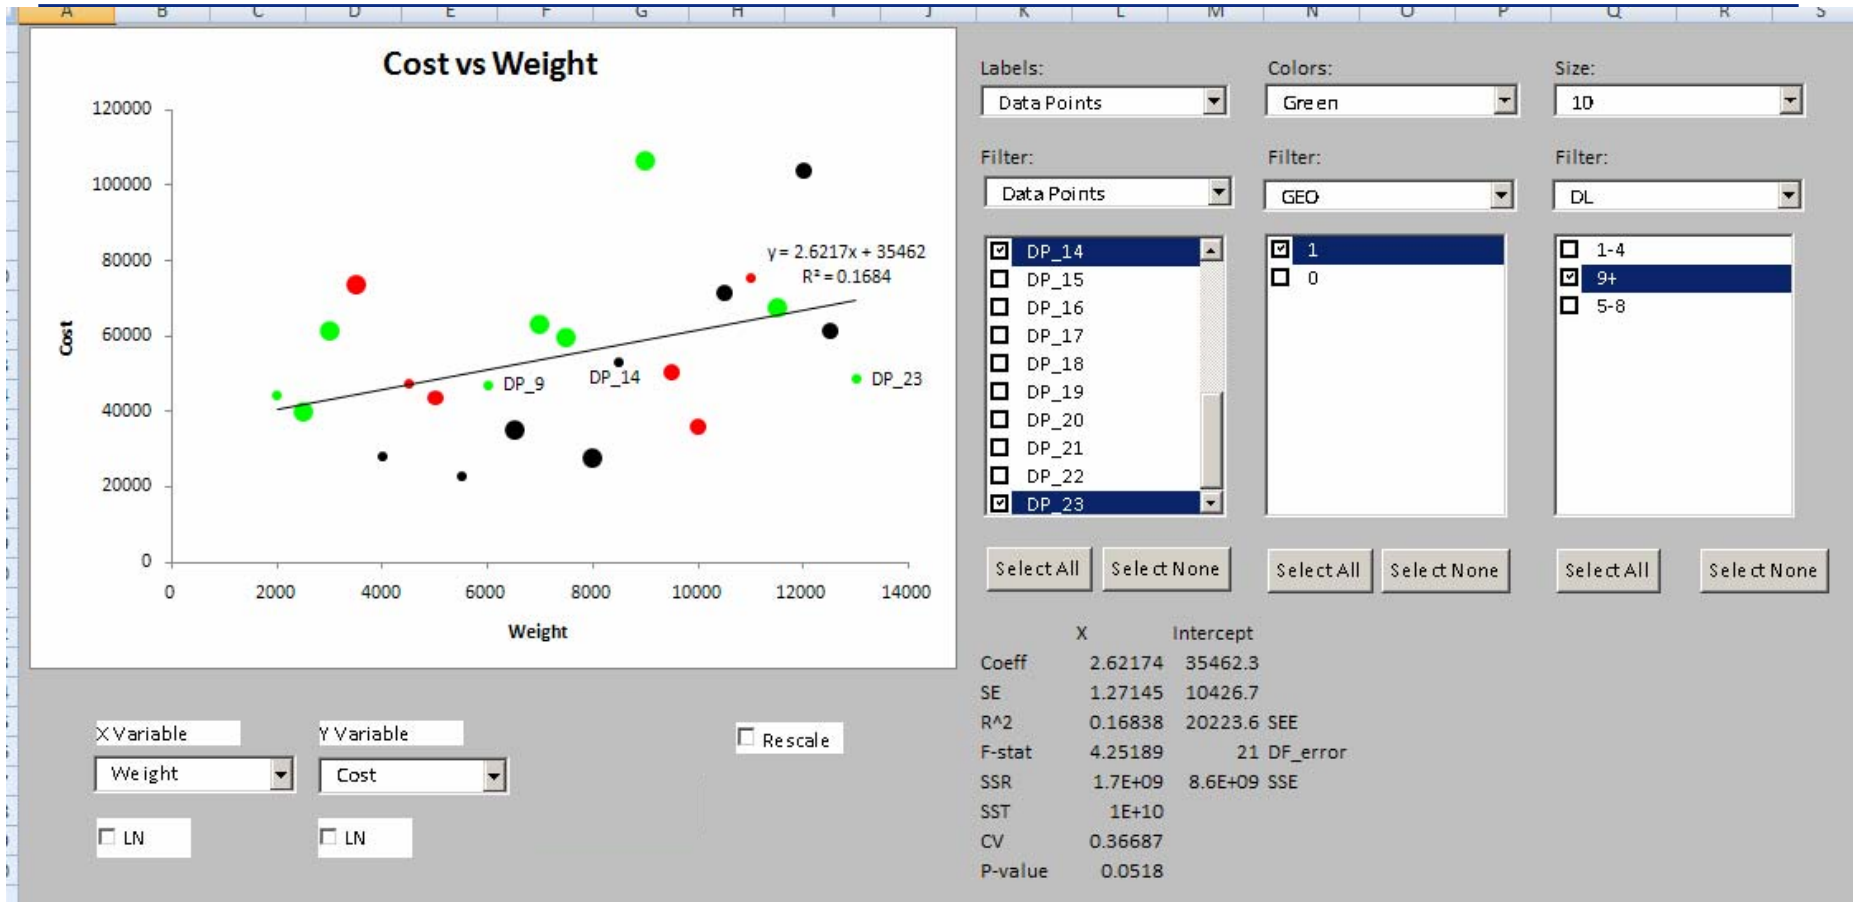 A B C D E F G H I J K L M N O P Q R S
Cost vs Weight
120000
100000
80000
60000
40000
20000
0
Cost
y = 2.6217x + 35462
R² = 0.1684
DP_9
DP_14
DP_23
0 2000 4000 6000 8000 10000 12000 14000
Weight
Labels: Colors: Size:
Data Points Green 10
Filter: Filter: Filter:
Data Points GEO DL
DP_14 1 1-4
DP_15 0 9+
DP_16 5-8
DP_17
DP_18
DP_19
DP_20
DP_21
DP_22
DP_23
Select All Select None Select All Select None Select All Select None
X Intercept
Coeff 2.62174 35462.3
SE 1.27145 10426.7
R^2 0.16838 20223.6 SEE
F-stat 4.25189 21 DF_error
SSR 1.7E+09 8.6E+09 SSE
SST 1E+10
CV 0.36687
P-value 0.0518
X Variable Y Variable
Weight Cost
Rescale
LN LN